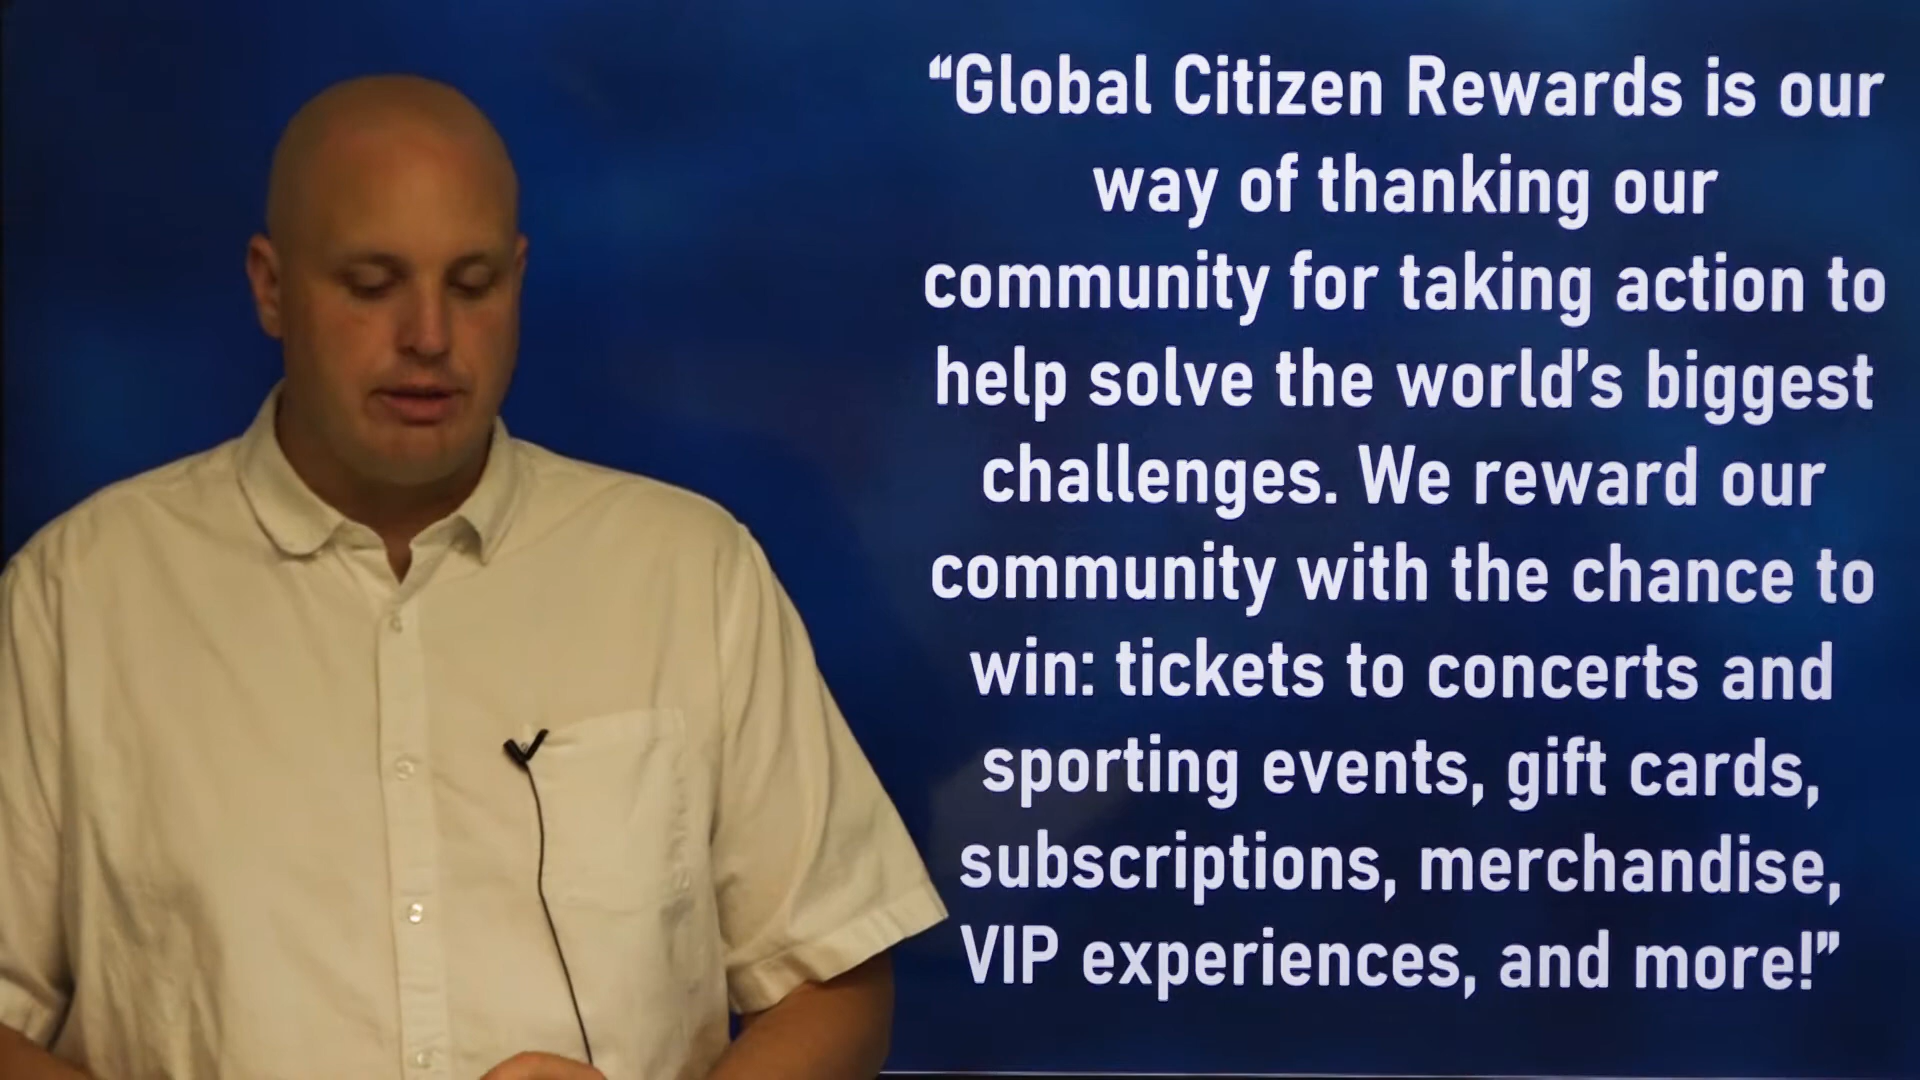 “Global Citizen Rewards is our
way of thanking our
community for taking action to
help solve the world’s biggest
challenges. We reward our
community with the chance to
win: tickets to concerts and
sporting events, gift cards,
subscriptions, merchandise,
VIP experiences, and more!”